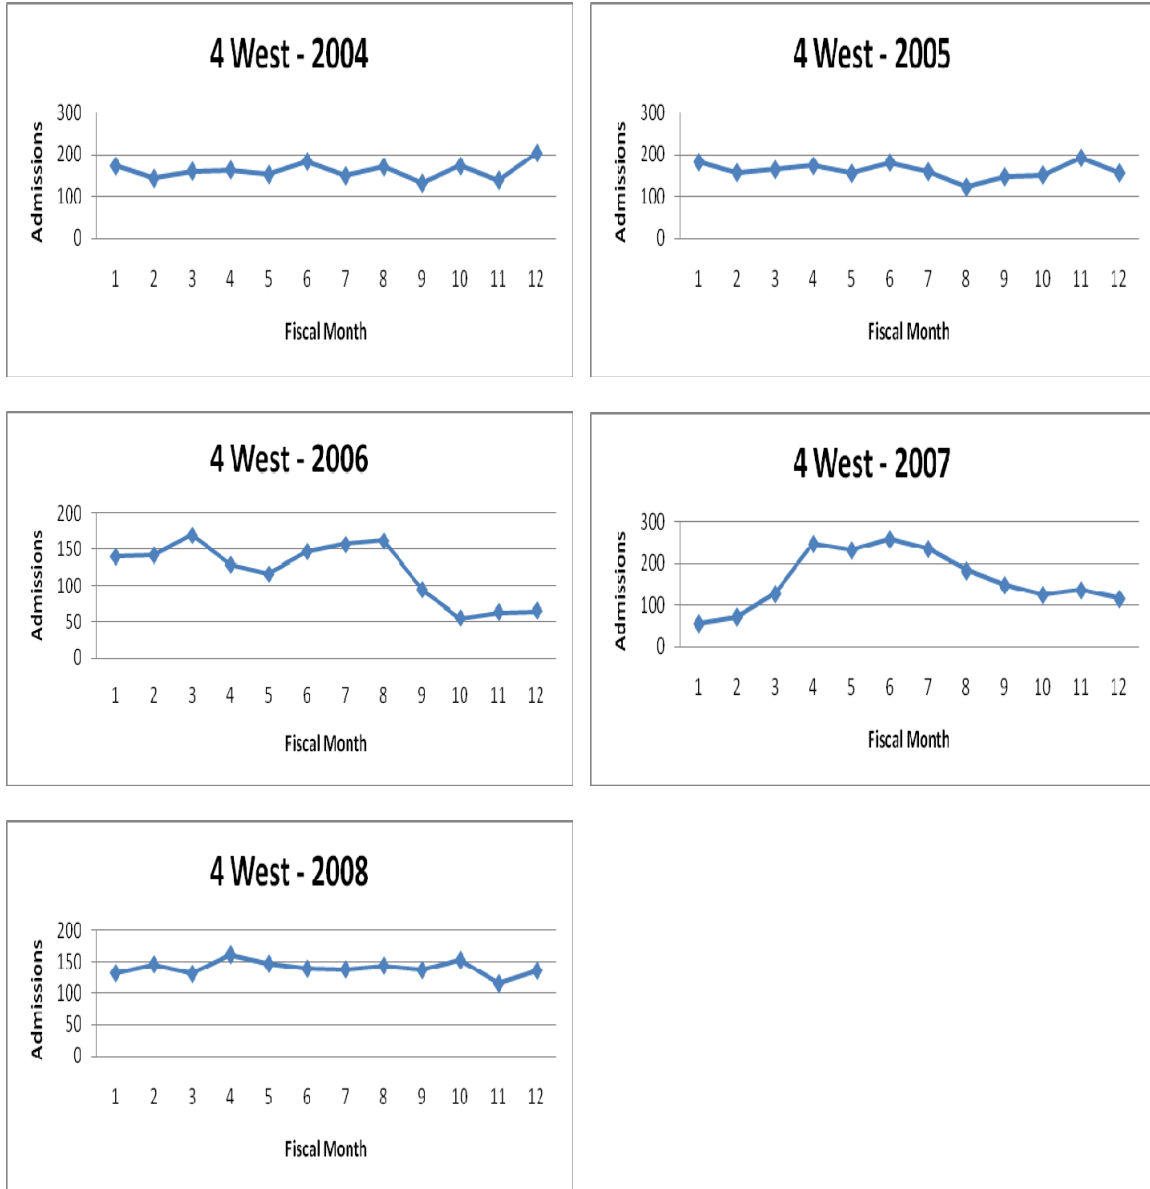 4 West - 2004
300
200
100
0
Admissions
1 2 3 4 5 6 7 8 9 10 11 12
Fiscal Month
4 West - 2005
300
200
100
0
Admissions
1 2 3 4 5 6 7 8 9 10 11 12
Fiscal Month
4 West - 2006
200
150
100
50
0
Admissions
1 2 3 4 5 6 7 8 9 10 11 12
Fiscal Month
4 West - 2007
300
200
100
0
Admissions
1 2 3 4 5 6 7 8 9 10 11 12
Fiscal Month
4 West - 2008
200
150
100
50
0
Admissions
1 2 3 4 5 6 7 8 9 10 11 12
Fiscal Month